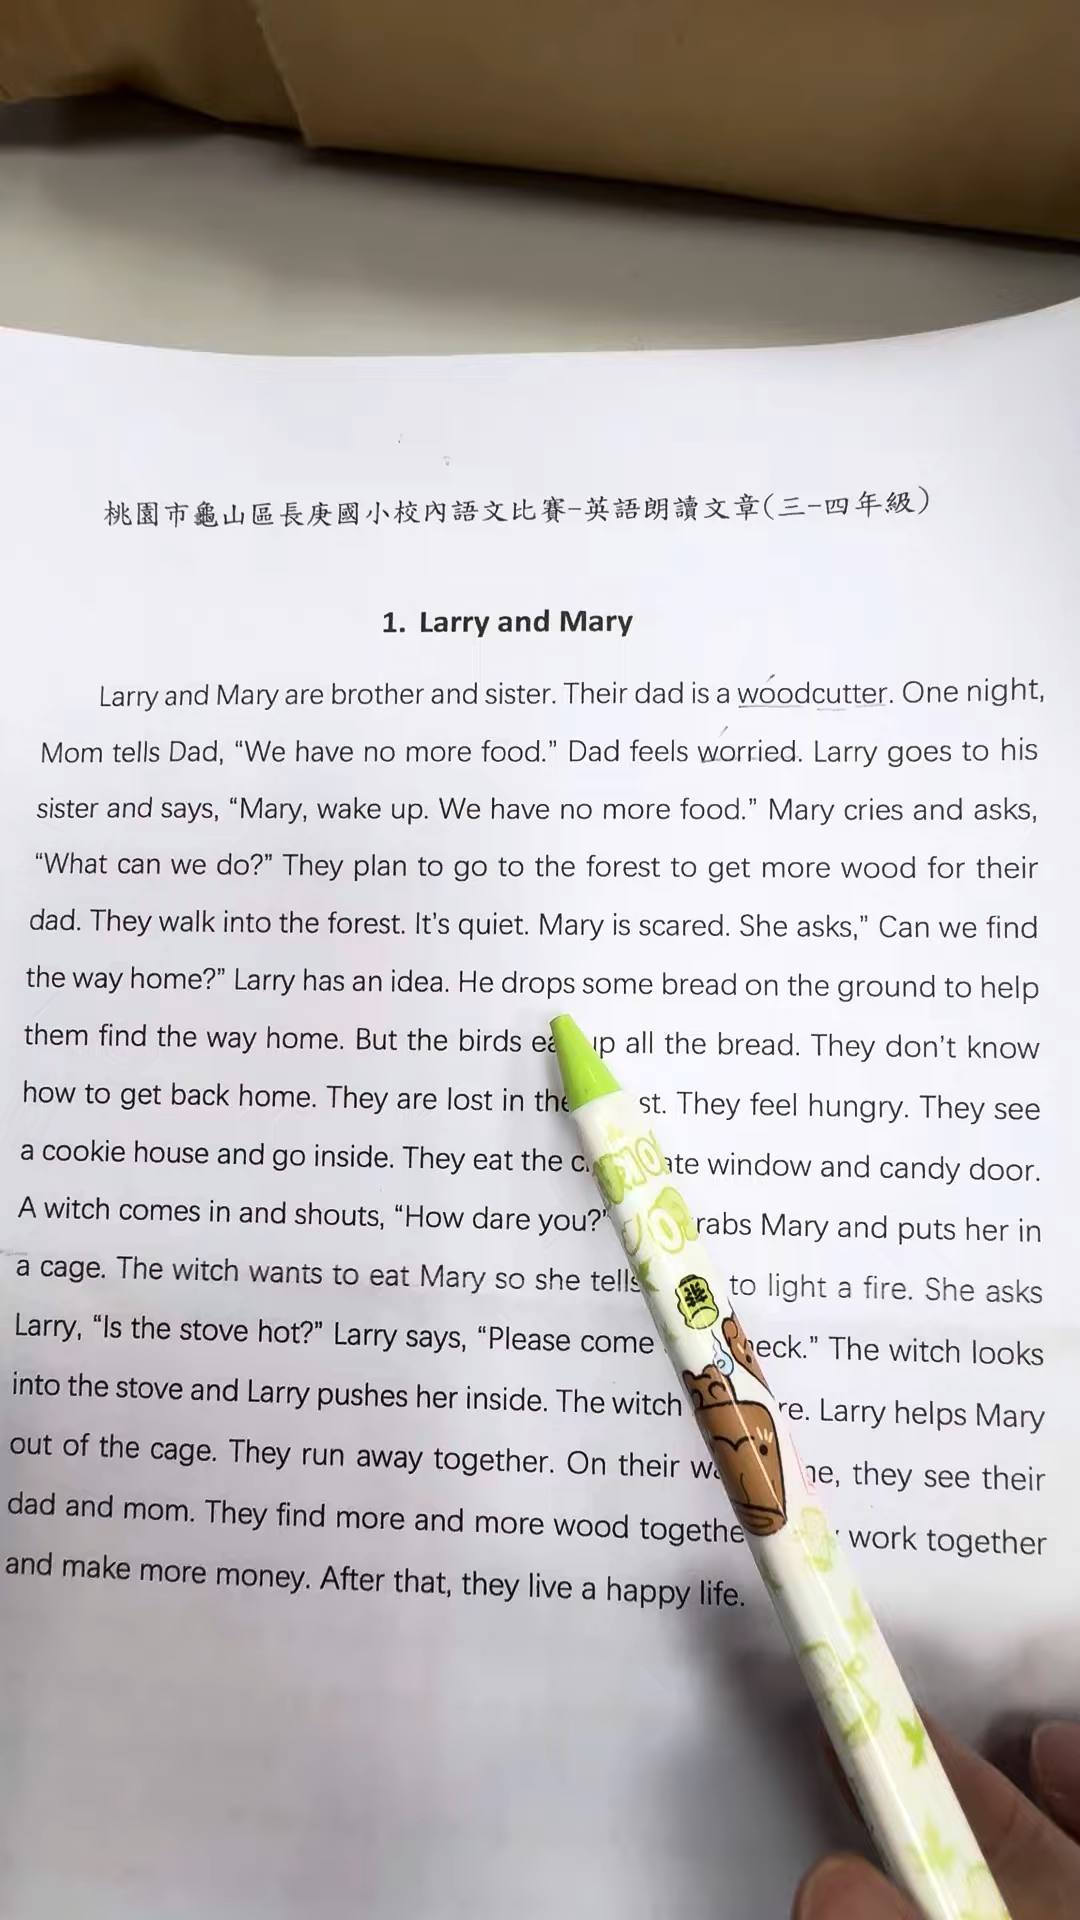 桃園市龜山區長庚國小校內語文比賽-英語朗讀文章(三-四年級)
1. Larry and Mary
Larry and Mary are brother and sister. Their dad is a woodcutter. One night,
Mom tells Dad, “We have no more food.” Dad feels worried. Larry goes to his
sister and says, “Mary, wake up. We have no more food.” Mary cries and asks,
“What can we do?” They plan to go to the forest to get more wood for their
dad. They walk into the forest. It’s quiet. Mary is scared. She asks,” Can we find
the way home?” Larry has an idea. He drops some bread on the ground to help
them find the way home. But the birds all the bread. They don’t know
how to get back home. They are lost in the They feel hungry. They see
a cookie house and go inside. They eat the window and candy door.
A witch comes in and shouts, “How dare you?” Mary and puts her in
a cage. The witch wants to eat Mary so she tells to light a fire. She asks
Larry, “Is the stove hot?” Larry says, “Please come The witch looks
into the stove and Larry pushes her inside. The witch Larry helps Mary
out of the cage. They run away together. On their they see their
dad and mom. They find more and more wood together work together
and make more money. After that, they live a happy life.